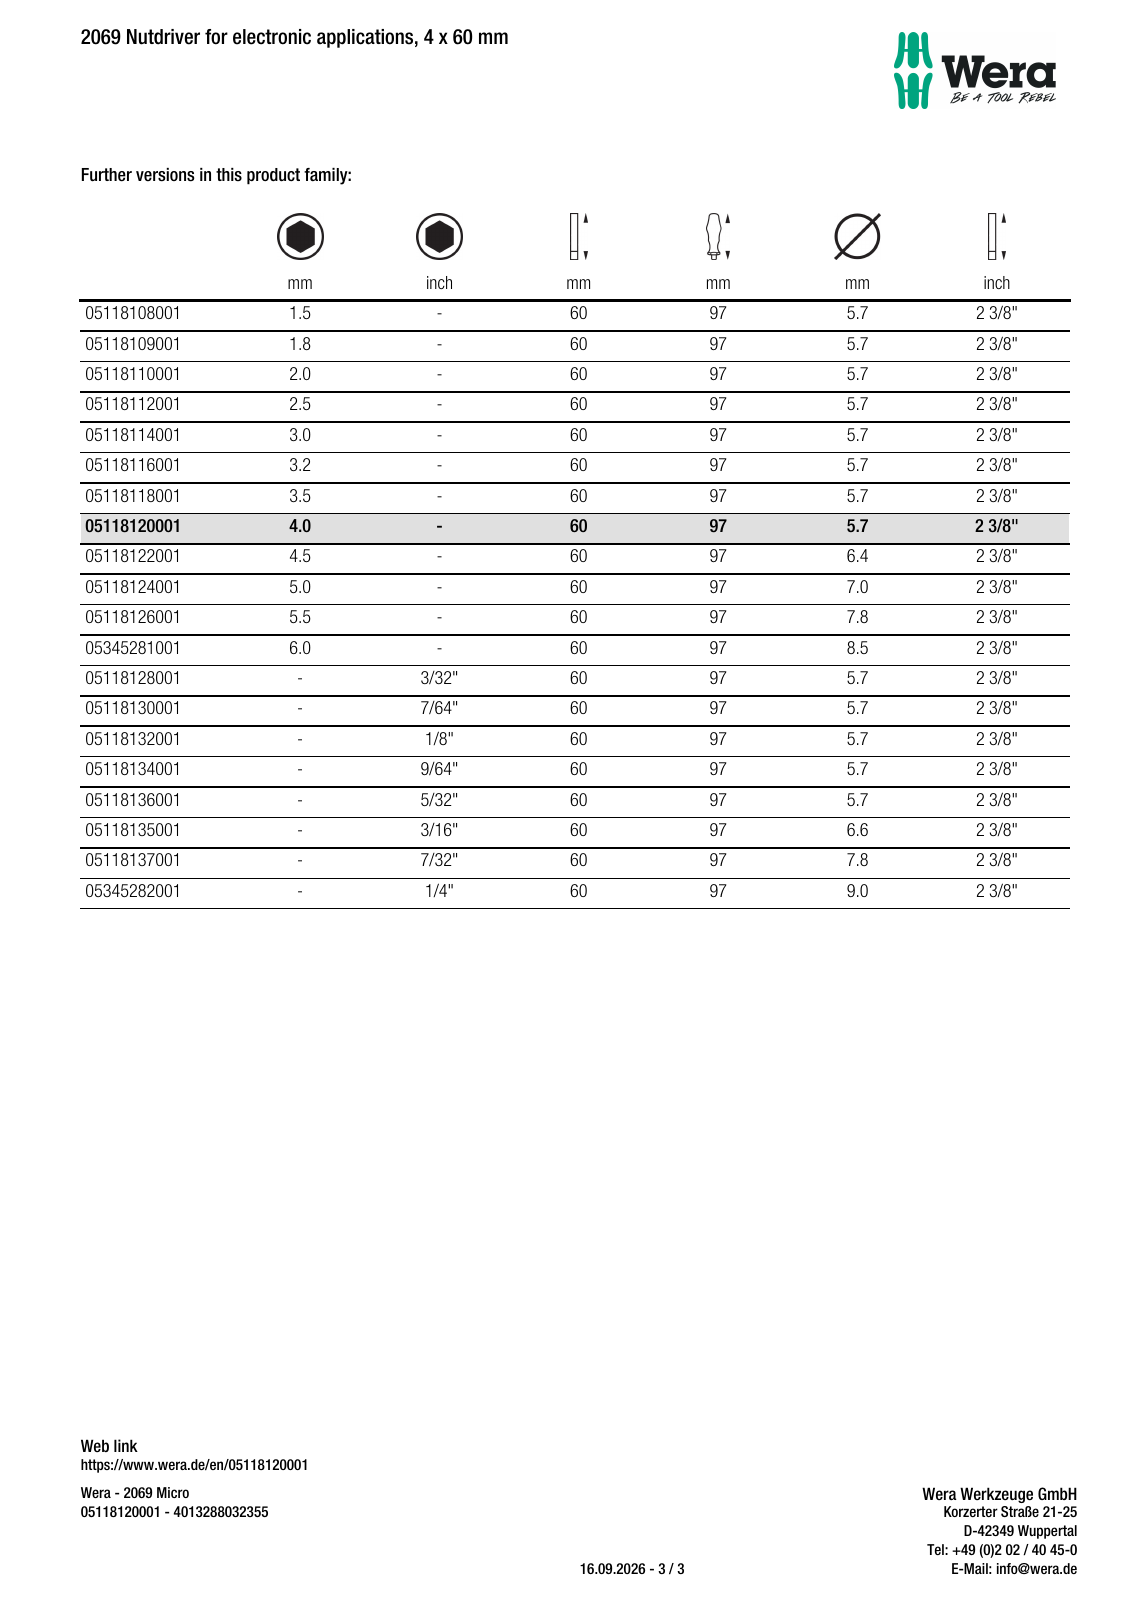 2069 Nutdriver for electronic applications, 4 x 60 mm
Wera
BE A TOOL REBEL
Further versions in this product family:
mm inch mm mm mm inch
05118108001 1.5 - 60 97 5.7 2 3/8"
05118109001 1.8 - 60 97 5.7 2 3/8"
05118110001 2.0 - 60 97 5.7 2 3/8"
05118112001 2.5 - 60 97 5.7 2 3/8"
05118114001 3.0 - 60 97 5.7 2 3/8"
05118116001 3.2 - 60 97 5.7 2 3/8"
05118118001 3.5 - 60 97 5.7 2 3/8"
05118120001 4.0 - 60 97 5.7 2 3/8"
05118122001 4.5 - 60 97 6.4 2 3/8"
05118124001 5.0 - 60 97 7.0 2 3/8"
05118126001 5.5 - 60 97 7.8 2 3/8"
05345281001 6.0 - 60 97 8.5 2 3/8"
05118128001 - 3/32" 60 97 5.7 2 3/8"
05118130001 - 7/64" 60 97 5.7 2 3/8"
05118132001 - 1/8" 60 97 5.7 2 3/8"
05118134001 - 9/64" 60 97 5.7 2 3/8"
05118136001 - 5/32" 60 97 5.7 2 3/8"
05118135001 - 3/16" 60 97 6.6 2 3/8"
05118137001 - 7/32" 60 97 7.8 2 3/8"
05345282001 - 1/4" 60 97 9.0 2 3/8"
Web link
https://www.wera.de/en/05118120001
Wera - 2069 Micro
05118120001 - 4013288032355
Wera Werkzeuge GmbH
Korzerter Straße 21-25
D-42349 Wuppertal
Tel: +49 (0)2 02 / 40 45-0
E-Mail: info@wera.de
16.09.2026 - 3 / 3